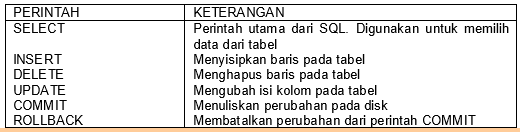 PERINTAH KETERANGAN
SELECT Perintah utama dari SQL. Digunakan untuk memilih
data dari tabel
INSERT Menyisipkan baris pada tabel
DELETE Menghapus baris pada tabel
UPDATE Mengubah isi kolom pada tabel
COMMIT Menuliskan perubahan pada disk
ROLLBACK Membatalkan perubahan dari perintah COMMIT